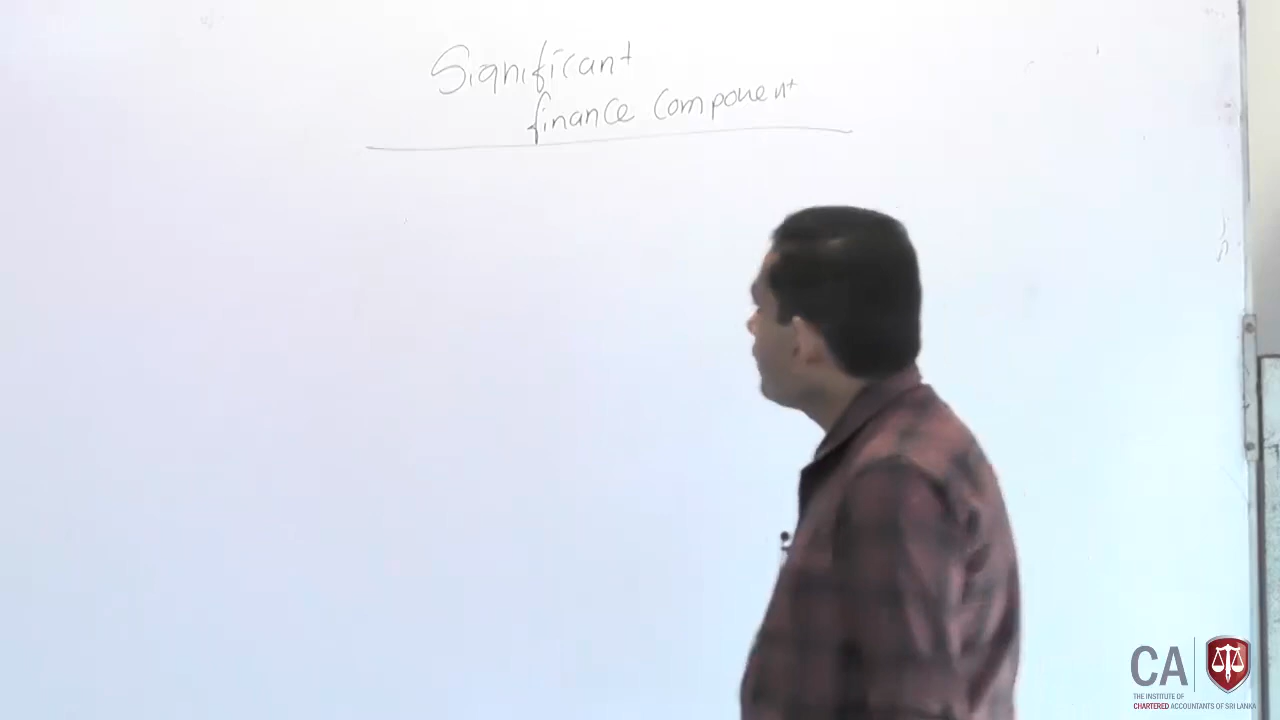 Significant
finance component
CA
THE INSTITUTE OF
CHARTERED ACCOUNTANTS OF SRI LANKA